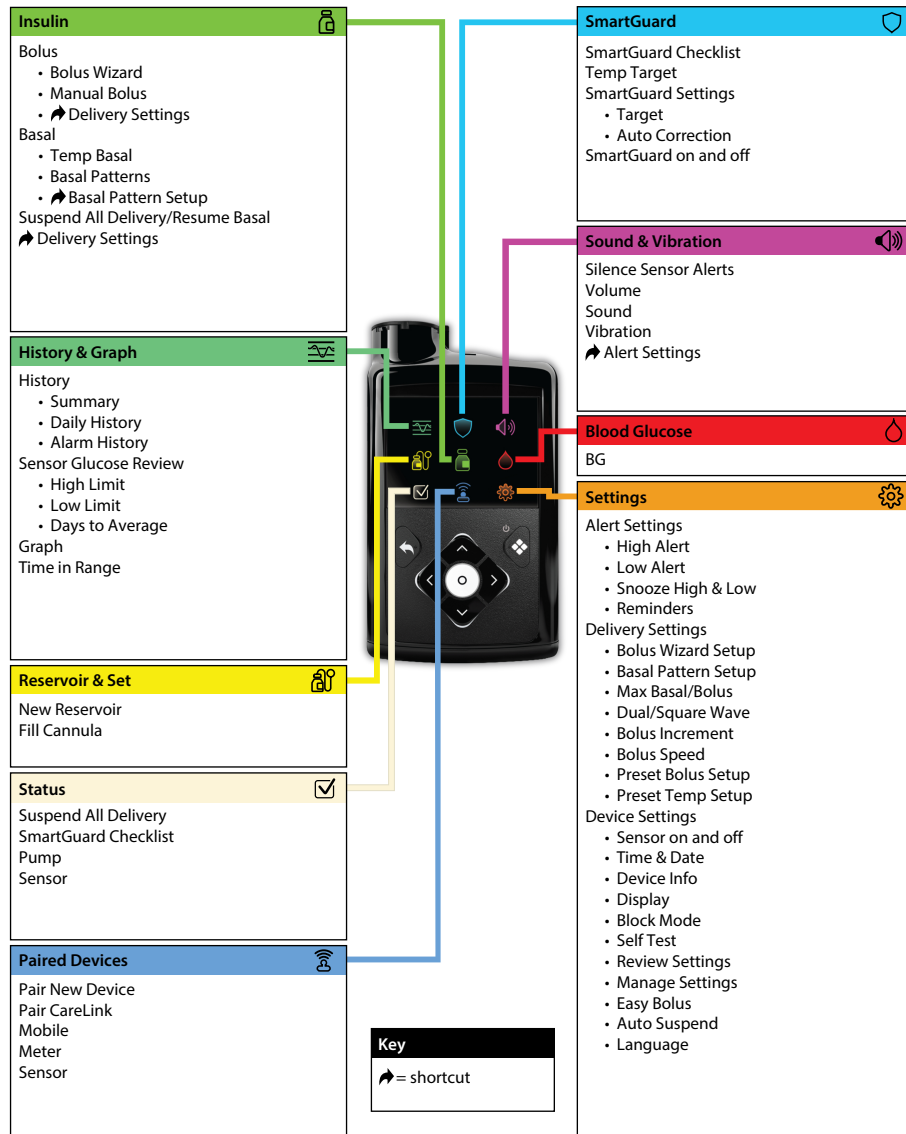 Insulin
Bolus
• Bolus Wizard
• Manual Bolus
• Delivery Settings
Basal
• Temp Basal
• Basal Patterns
• Basal Pattern Setup
Suspend All Delivery/Resume Basal
Delivery Settings
History & Graph
History
• Summary
• Daily History
• Alarm History
Sensor Glucose Review
• High Limit
• Low Limit
• Days to Average
Graph
Time in Range
Reservoir & Set
New Reservoir
Fill Cannula
Status
Suspend All Delivery
SmartGuard Checklist
Pump
Sensor
Paired Devices
Pair New Device
Pair CareLink
Mobile
Meter
Sensor
SmartGuard
SmartGuard Checklist
Temp Target
SmartGuard Settings
• Target
• Auto Correction
SmartGuard on and off
Sound & Vibration
Silence Sensor Alerts
Volume
Sound
Vibration
Alert Settings
Blood Glucose
BG
Settings
Alert Settings
• High Alert
• Low Alert
• Snooze High & Low
• Reminders
Delivery Settings
• Bolus Wizard Setup
• Basal Pattern Setup
• Max Basal/Bolus
• Dual/Square Wave
• Bolus Increment
• Bolus Speed
• Preset Bolus Setup
• Preset Temp Setup
Device Settings
• Sensor on and off
• Time & Date
• Device Info
• Display
• Block Mode
• Self Test
• Review Settings
• Manage Settings
• Easy Bolus
• Auto Suspend
• Language
Key
= shortcut